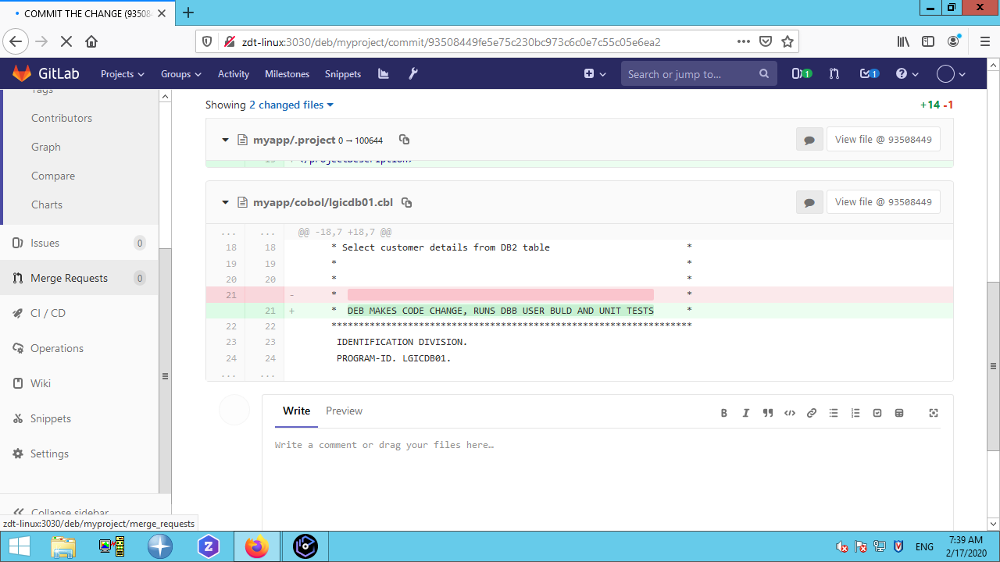 COMMIT THE CHANGE (93508
zdt-linux:3030/deb/myproject/commit/93508449fe5e75c230bc973c6c0e7c55c05e6ea2
GitLab Projects Groups Activity Milestones Snippets Search or jump to... 1 1
Tags
Contributors
Graph
Compare
Charts
Issues 0
Merge Requests 0
CI / CD
Operations
Wiki
Snippets
Settings
Collapse sidebar
zdt-linux:3030/deb/myproject/merge_requests
Showing 2 changed files +14 -1
myapp/.project 0 → 100644 View file @ 93508449
15 + </projectDescription>
myapp/cobol/lgicdb01.cbl View file @ 93508449
... ... @@ -18,7 +18,7 @@
18 18 * Select customer details from DB2 table *
19 19 * *
20 20 * *
21 - * *
21 + * DEB MAKES CODE CHANGE, RUNS DBB USER BULD AND UNIT TESTS *
22 22 ******************************************************************
23 23 IDENTIFICATION DIVISION.
24 24 PROGRAM-ID. LGICDB01.
... ...
Write Preview
Write a comment or drag your files here…
ENG 7:39 AM
2/17/2020